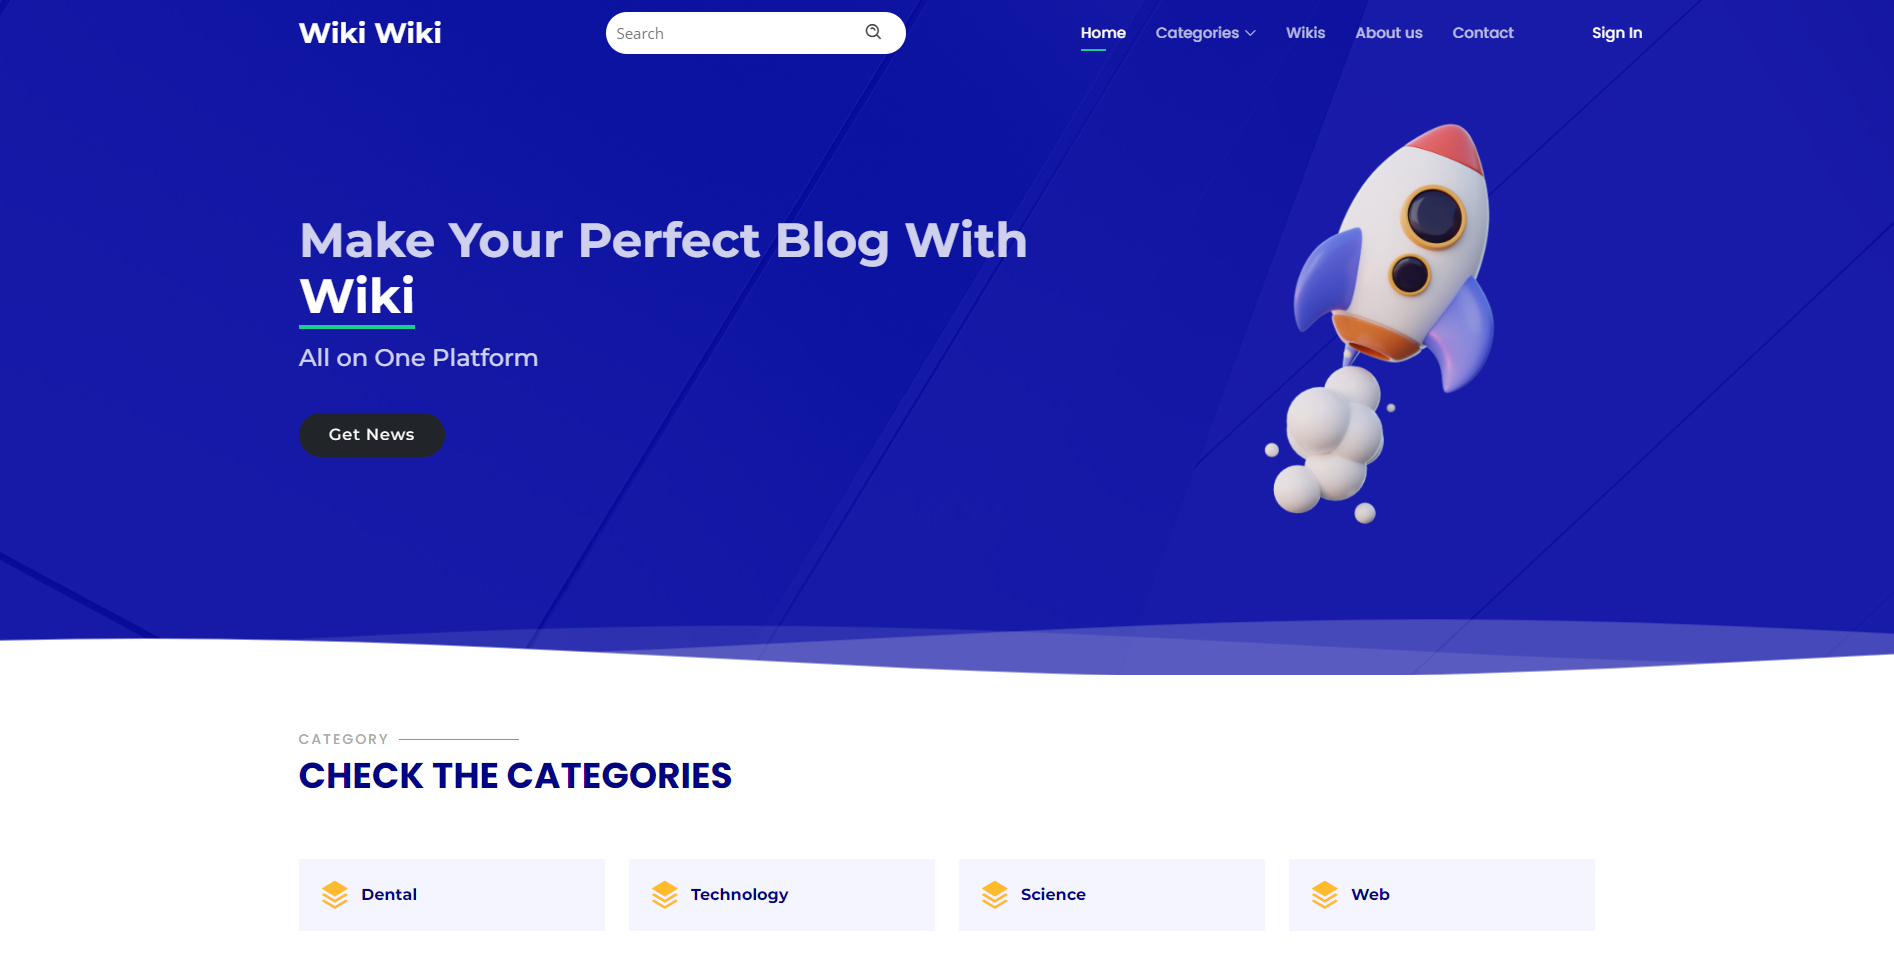 Wiki Wiki
Search
Home
Categories
Wikis
About us
Contact
Sign In
Make Your Perfect Blog With
Wiki
All on One Platform
Get News
CATEGORY
CHECK THE CATEGORIES
Dental
Technology
Science
Web